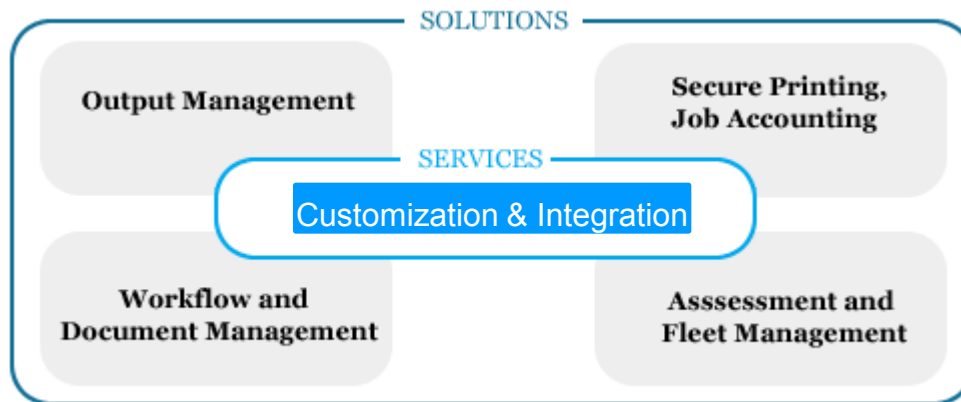 SOLUTIONS
Output Management
Secure Printing,
Job Accounting
SERVICES
Customization & Integration
Workflow and
Document Management
Asssessment and
Fleet Management